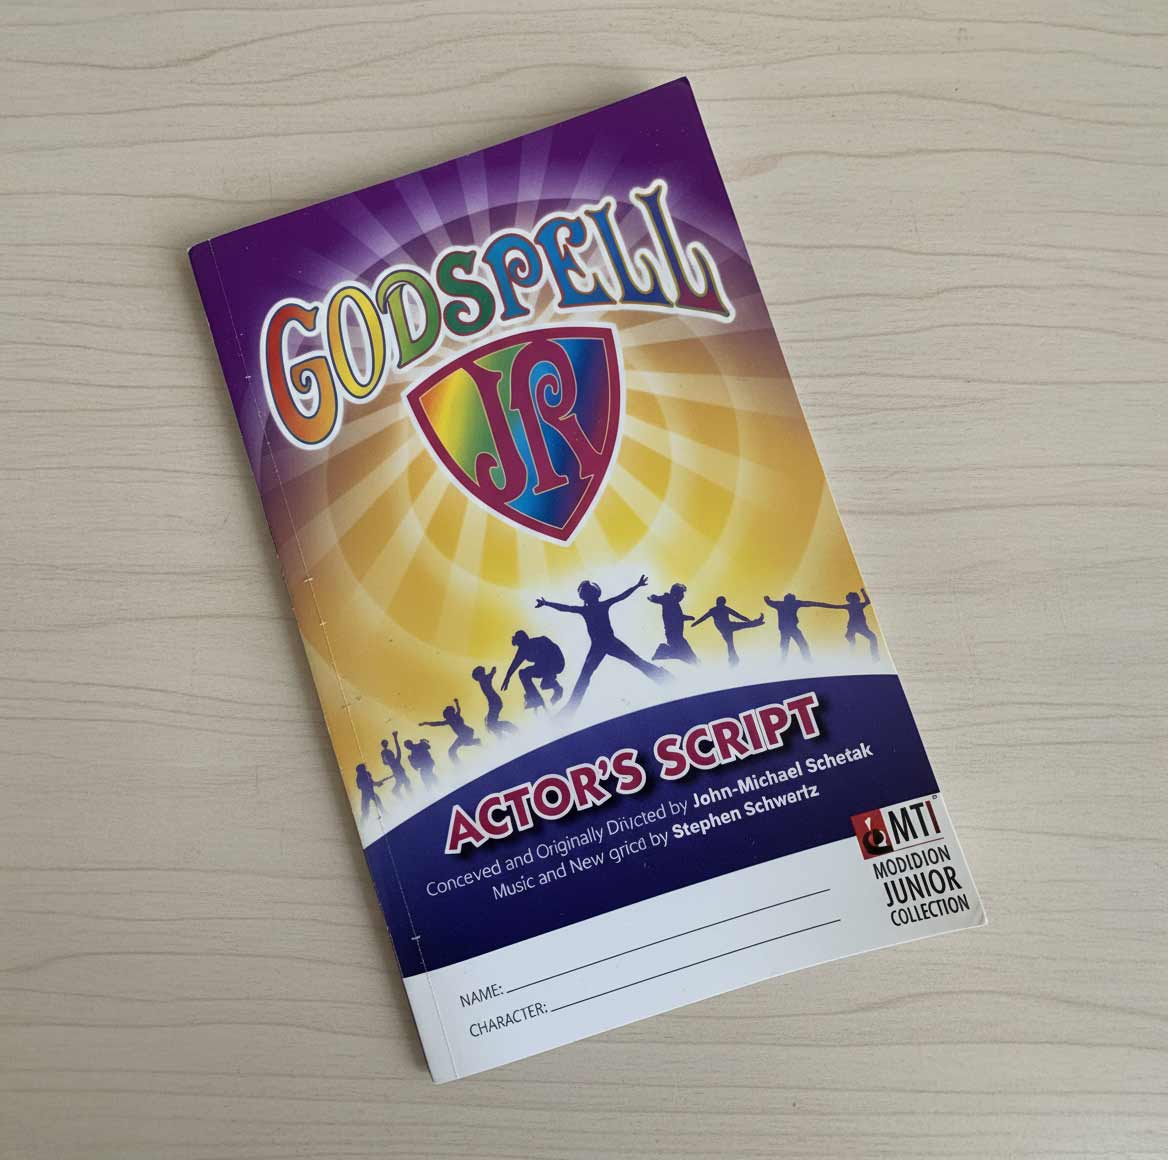 GODSPELL
JR
ACTOR'S SCRIPT
Conceved and Originally by John-Michael Schetak
Music and New by Stephen Schwertz
MTI
MODIDION
JUNIOR
COLLECTION
NAME:
CHARACTER: